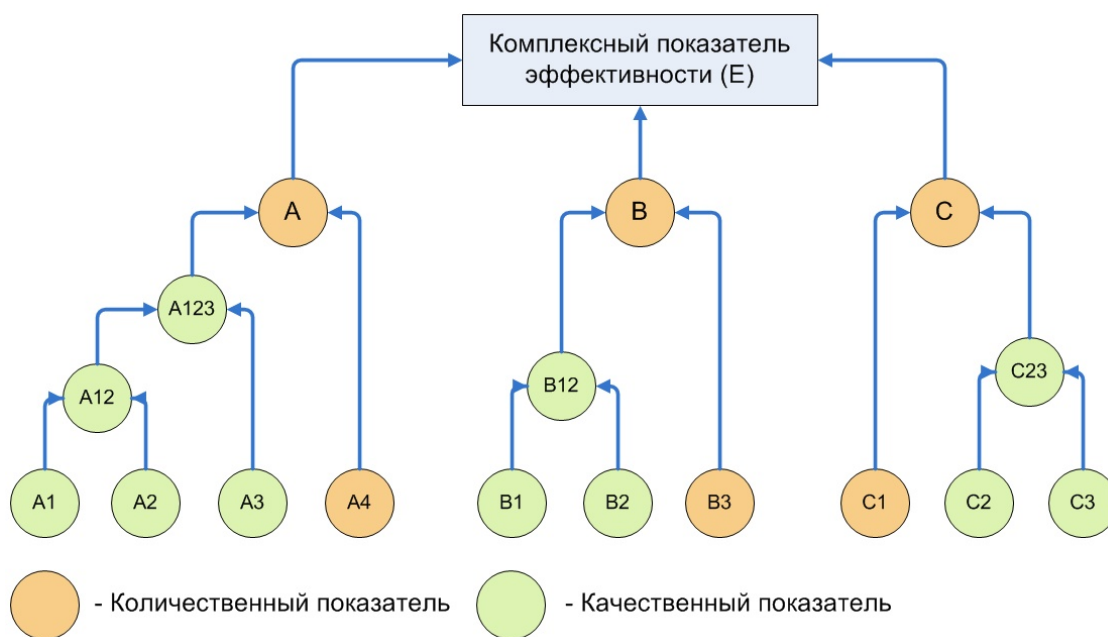 Комплексный показатель
эффективности (E)
A
B
C
A123
A12
B12
C23
A1
A2
A3
A4
B1
B2
B3
C1
C2
C3
- Количественный показатель
- Качественный показатель